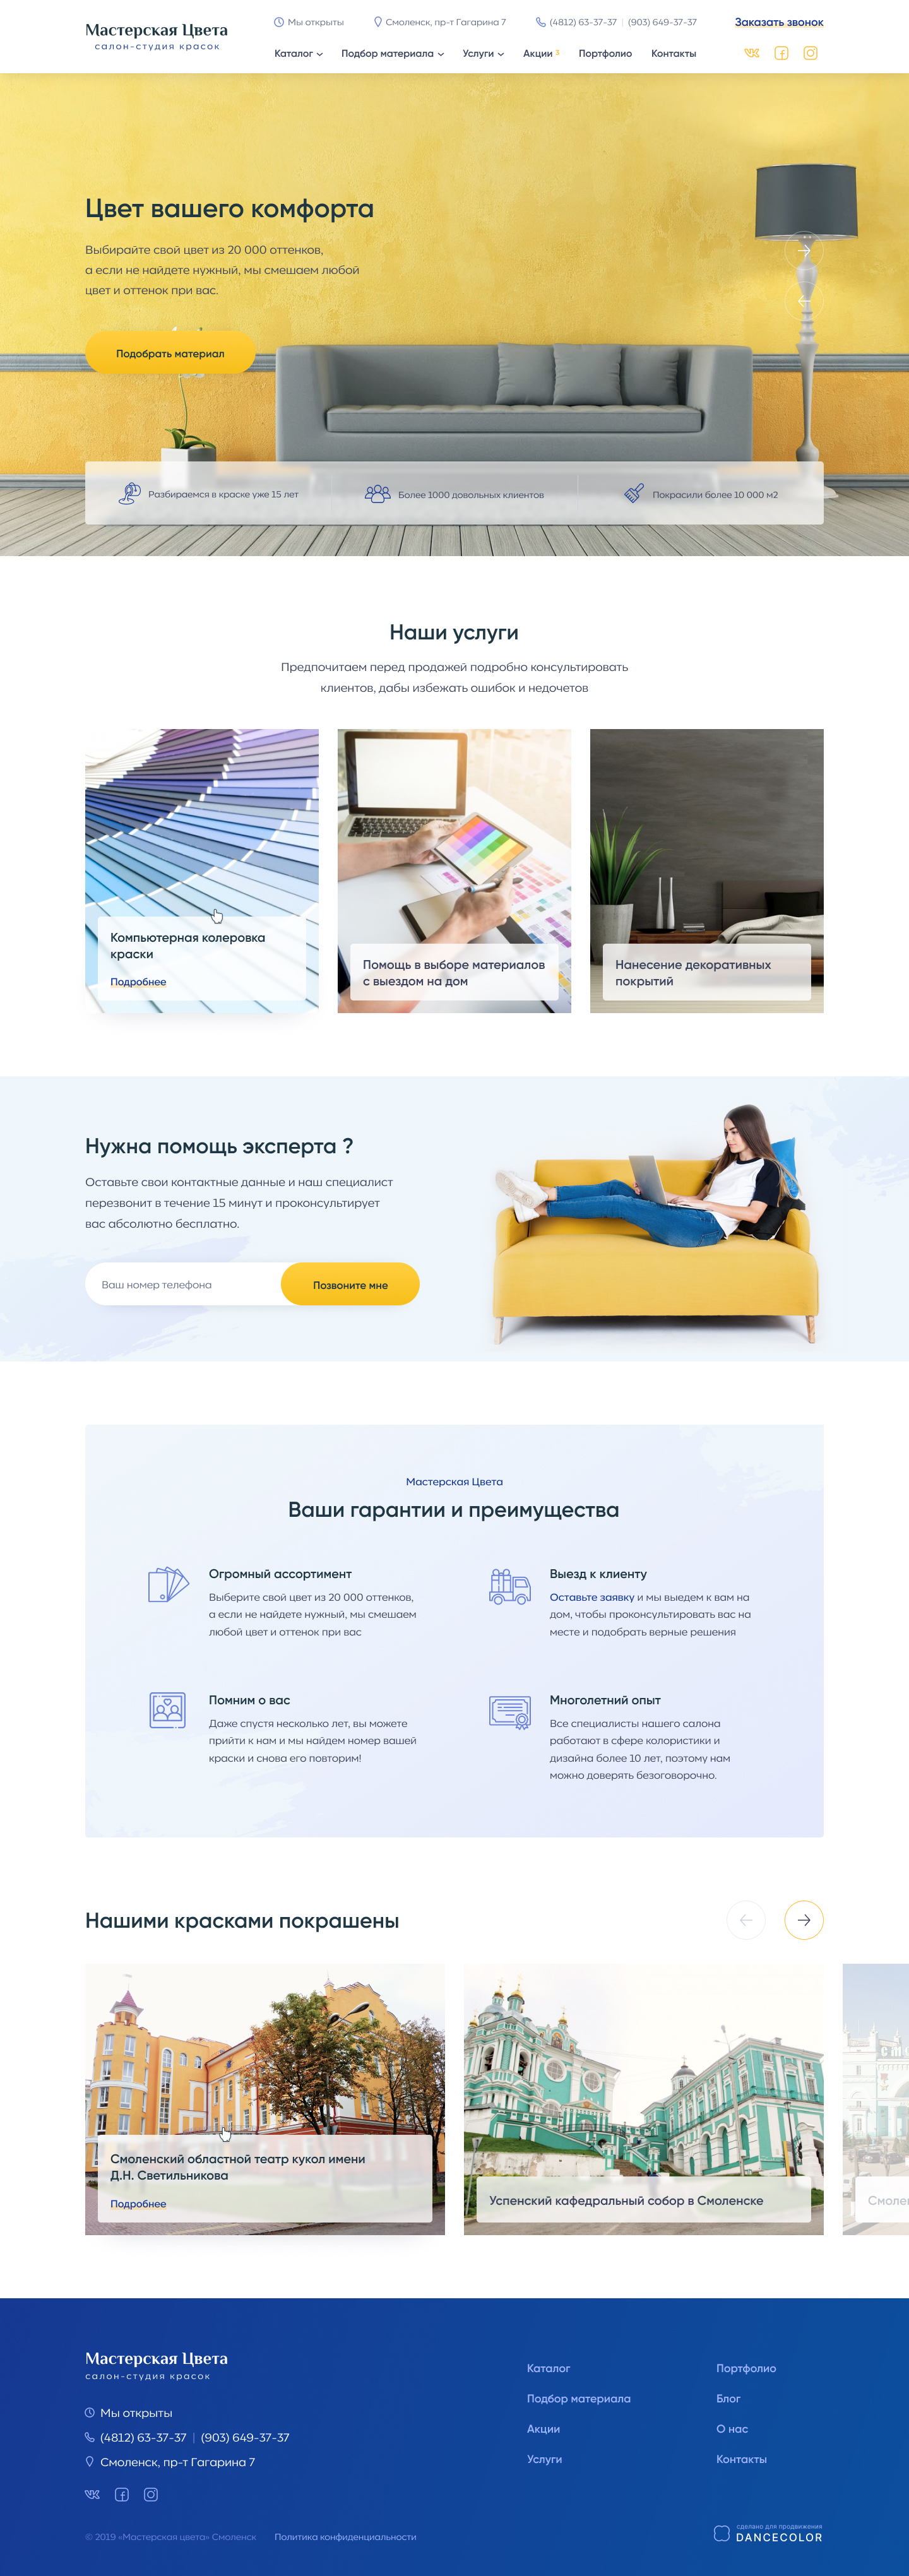 Мастерская Цвета
салон-студия красок
Мы открыты
Смоленск, пр-т Гагарина 7
(4812) 63-37-37 | (903) 649-37-37
Заказать звонок
Каталог
Подбор материала
Услуги
Акции 3
Портфолио
Контакты
Цвет вашего комфорта
Выбирайте свой цвет из 20 000 оттенков,
а если не найдете нужный, мы смешаем любой
цвет и оттенок при вас.
Подобрать материал
Разбираемся в краске уже 15 лет
Более 1000 довольных клиентов
Покрасили более 10 000 м2
Наши услуги
Предпочитаем перед продажей подробно консультировать
клиентов, дабы избежать ошибок и недочетов
Компьютерная колеровка
краски
Подробнее
Помощь в выборе материалов
с выездом на дом
Нанесение декоративных
покрытий
Нужна помощь эксперта ?
Оставьте свои контактные данные и наш специалист
перезвонит в течение 15 минут и проконсультирует
вас абсолютно бесплатно.
Ваш номер телефона
Позвоните мне
Мастерская Цвета
Ваши гарантии и преимущества
Огромный ассортимент
Выберите свой цвет из 20 000 оттенков,
а если не найдете нужный, мы смешаем
любой цвет и оттенок при вас
Выезд к клиенту
Оставьте заявку и мы выедем к вам на
дом, чтобы проконсультировать вас на
месте и подобрать верные решения
Помним о вас
Даже спустя несколько лет, вы можете
прийти к нам и мы найдем номер вашей
краски и снова его повторим!
Многолетний опыт
Все специалисты нашего салона
работают в сфере колористики и
дизайна более 10 лет, поэтому нам
можно доверять безоговорочно.
Нашими красками покрашены
Смоленский областной театр кукол имени
Д.Н. Светильникова
Подробнее
Успенский кафедральный собор в Смоленске
Смолен
Мастерская Цвета
салон-студия красок
Мы открыты
(4812) 63-37-37 | (903) 649-37-37
Смоленск, пр-т Гагарина 7
Каталог
Подбор материала
Акции
Услуги
Портфолио
Блог
О нас
Контакты
© 2019 «Мастерская цвета» Смоленск
Политика конфиденциальности
сделано для продвижения
DANCECOLOR